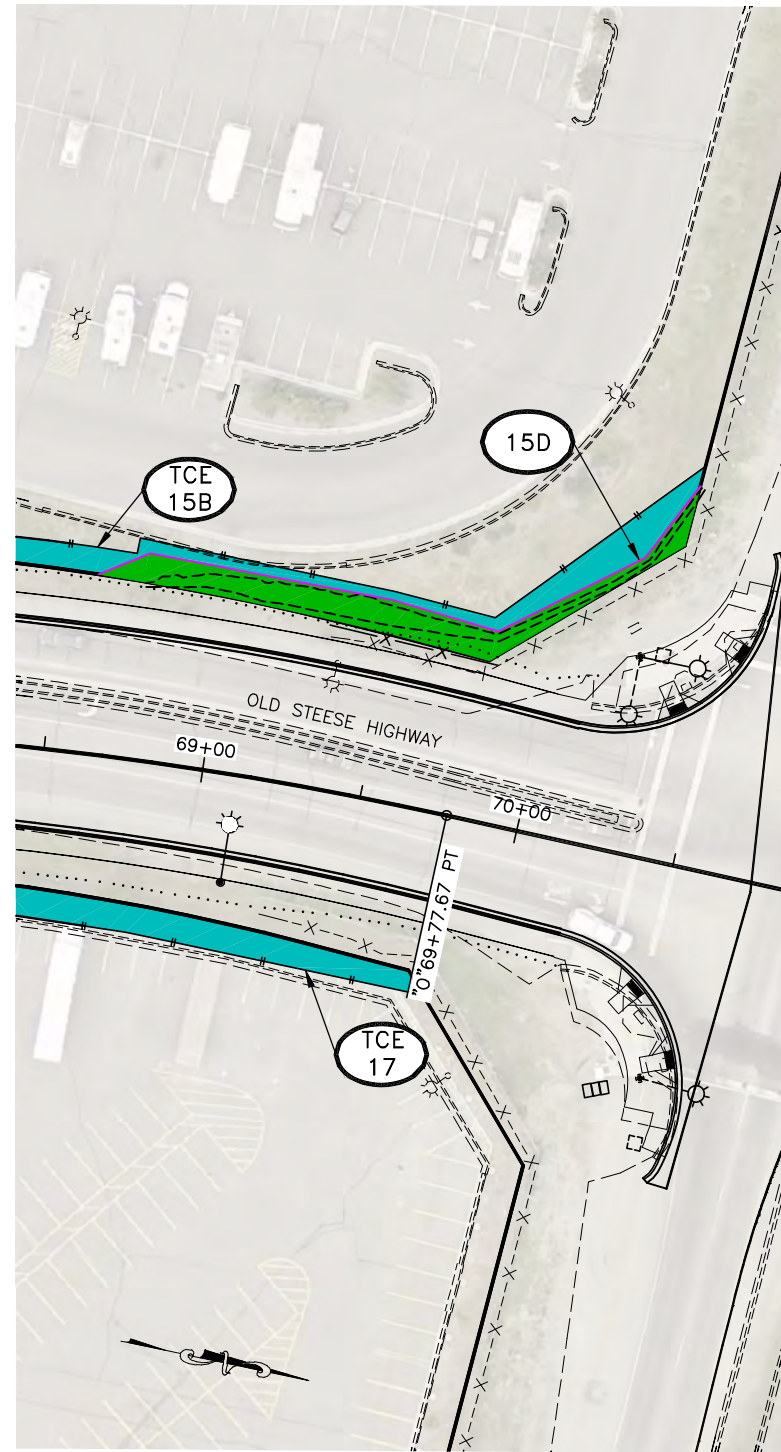 15D
TCE
15B
OLD STEESE HIGHWAY
69+00
70+00
"O"69+77.67 PT
TCE
17